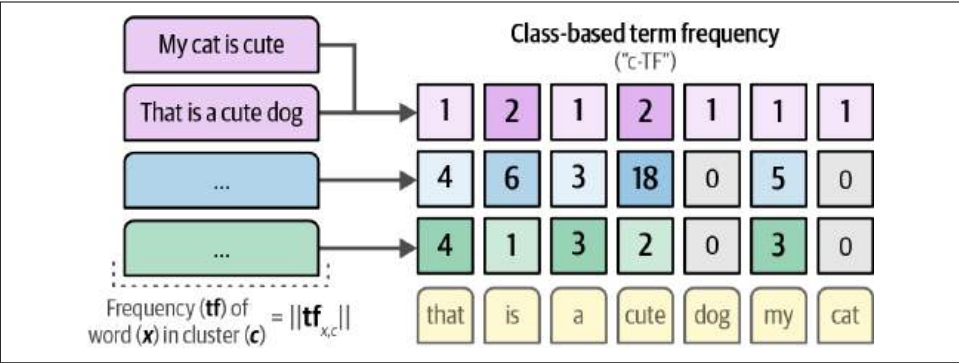 My cat is cute
That is a cute dog
...
...
Frequency (tf) of
word (x) in cluster (c)
= ||tf x,c||
Class-based term frequency
("c-TF")
1 2 1 2 1 1 1
4 6 3 18 0 5 0
4 1 3 2 0 3 0
that is a cute dog my cat